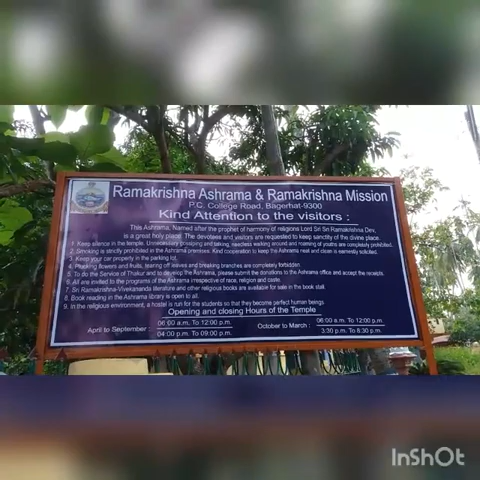 Ramakrishna Ashrama & Ramakrishna Mission
P.C. College Road, Bagerhat-9300
Kind Attention to the visitors :
This Ashrama, Named after the prophet of harmony of religions Lord Sri Sri Ramakrishna Dev,
is a great holy place. The devotees and visitors are requested to keep sanctity of the divine place.
1. Keep silence in the temple. Unnecessary gossiping and talking, needless walking around and roaming of youths are completely prohibited.
2. Smoking is strictly prohibited in the Ashrama premises. Kind cooperation to keep the Ashrama neat and clean is earnestly solicited.
3. Keep your car properly in the parking lot.
4. Plucking flowers and fruits, tearing off leaves and breaking branches are completely forbidden.
5. To do the Service of Thakur and to develop the Ashrama, please submit the donations to the Ashrama office and accept the receipts.
6. All are invited to the programs of the Ashrama irrespective of race, religion and caste.
7. Sri Ramakrishna-Vivekananda literature and other religious books are available for sale in the book stall.
8. Book reading in the Ashrama library is open to all.
9. In the religious environment, a hostel is run for the students so that they become perfect human beings.
Opening and closing Hours of the Temple
April to September : 06:00 a.m. To 12:00 p.m. 04:00 p.m. To 09:00 p.m.
October to March : 06:00 a.m. To 12:00 p.m. 3:30 p.m. To 8:30 p.m.
InShOt